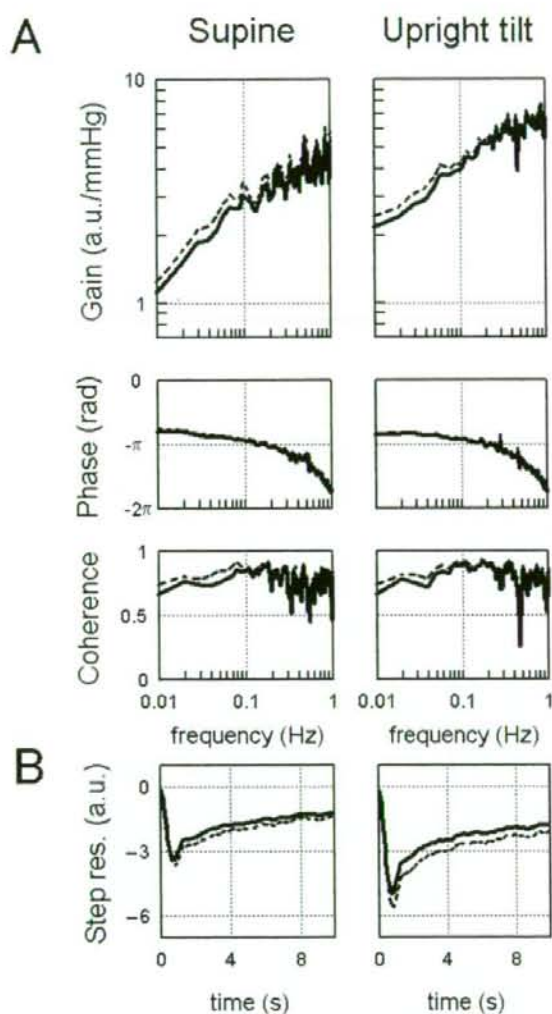 A
Supine
Upright tilt
Gain (a.u./mmHg)
10
1
Phase (rad)
0
-π
-2π
Coherence
1
0.5
0
0.01
0.1
1
0.01
0.1
1
frequency (Hz)
frequency (Hz)
B
Step res. (a.u.)
0
-3
-6
0
4
8
0
4
8
time (s)
time (s)